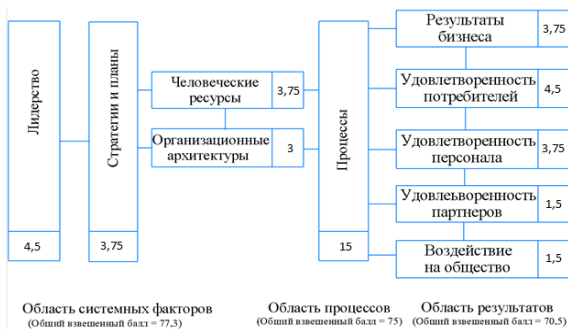 Лидерство
4,5
Стратегии и планы
3,75
Человеческие
ресурсы
3,75
Организационные
архитектуры
3
Процессы
15
Результаты
бизнеса
3,75
Удовлетворенность
потребителей
4,5
Удовлетворенность
персонала
3,75
Удовлеьворенность
партнеров
1,5
Воздействие
на общество
1,5
Область системных факторов
(Общий взвешенный балл = 77,3)
Область процессов
(Общий взвешенный балл = 75)
Область результатов
(Общий взвешенный балл = 70,5)